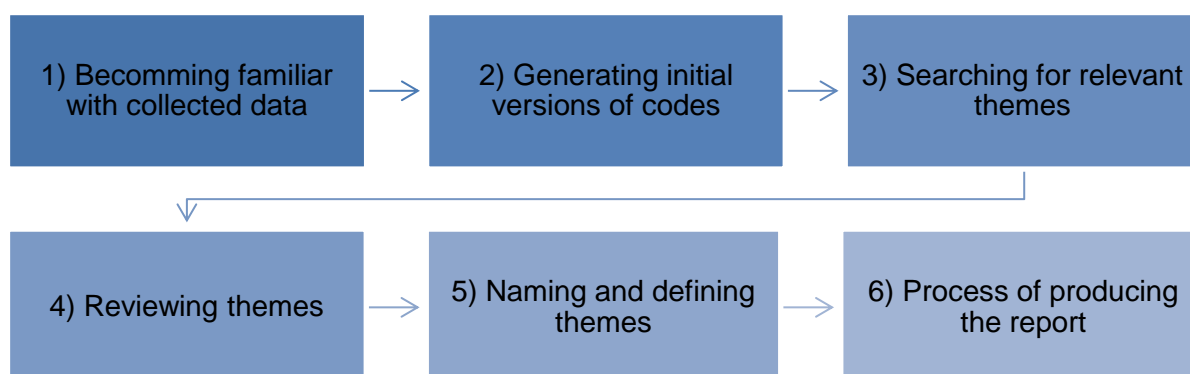 1) Becomming familiar
with collected data
2) Generating initial
versions of codes
3) Searching for relevant
themes
4) Reviewing themes
5) Naming and defining
themes
6) Process of producing
the report